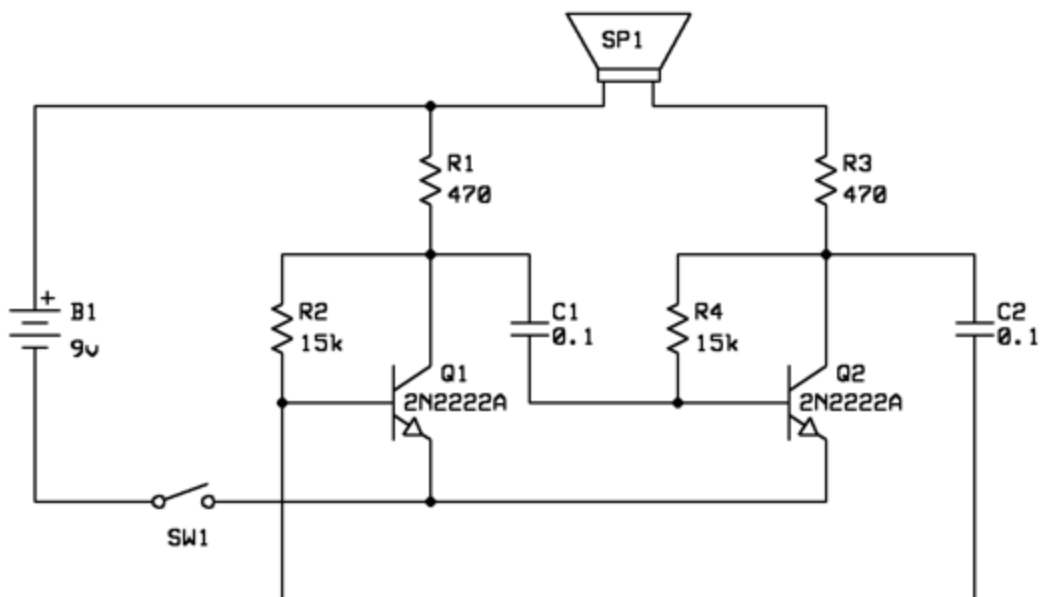 SP1
R1
470
R3
470
+
B1
9v
R2
15k
C1
0.1
R4
15k
C2
0.1
Q1
2N2222A
Q2
2N2222A
SW1